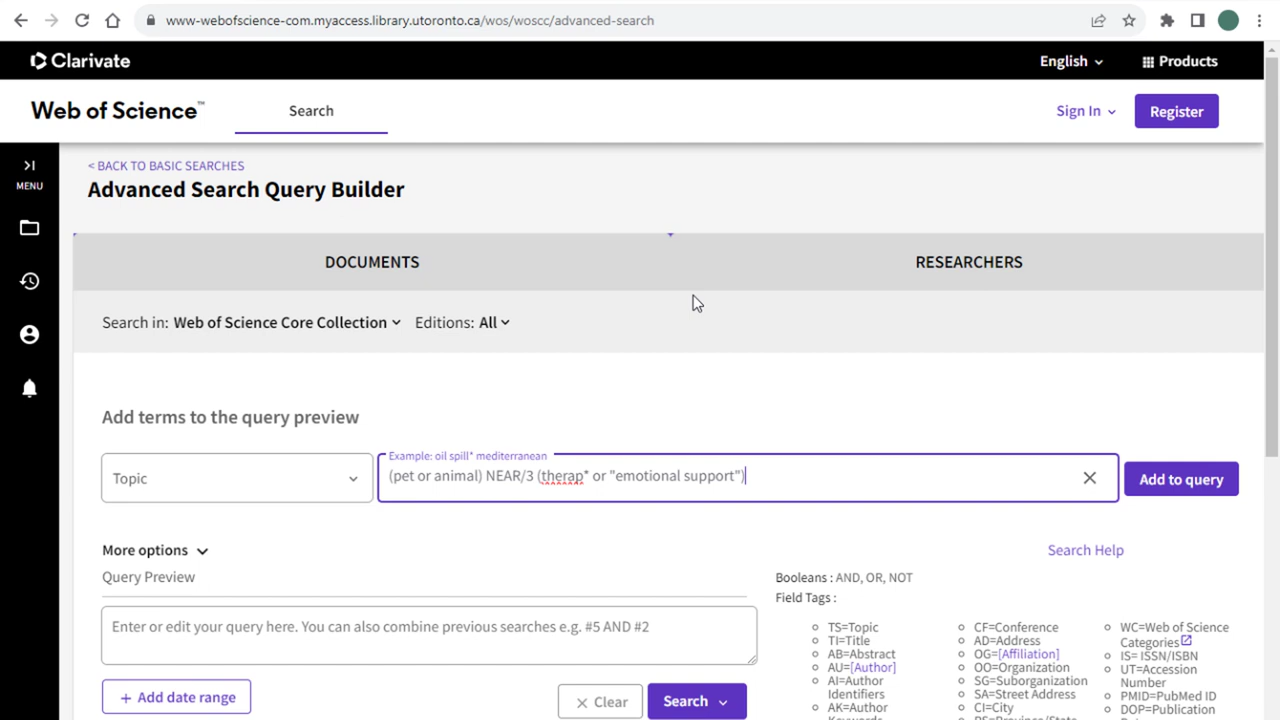 www-webofscience-com.myaccess.library.utoronto.ca/wos/woscc/advanced-search
Clarivate
English
Products
Web of Science™
Search
Sign In
Register
MENU
< BACK TO BASIC SEARCHES
Advanced Search Query Builder
DOCUMENTS
RESEARCHERS
Search in: Web of Science Core Collection
Editions: All
Add terms to the query preview
Topic
Example: oil spill* mediterranean
(pet or animal) NEAR/3 (therap* or "emotional support")
Add to query
More options
Search Help
Query Preview
Enter or edit your query here. You can also combine previous searches e.g. #5 AND #2
+ Add date range
× Clear
Search
Booleans : AND, OR, NOT
Field Tags :
TS=Topic
TI=Title
AB=Abstract
AU=[Author]
AI=Author
Identifiers
AK=Author
CF=Conference
AD=Address
OG=[Affiliation]
OO=Organization
SG=Suborganization
SA=Street Address
CI=City
WC=Web of Science
Categories
IS= ISSN/ISBN
UT=Accession
Number
PMID=PubMed ID
DOP=Publication